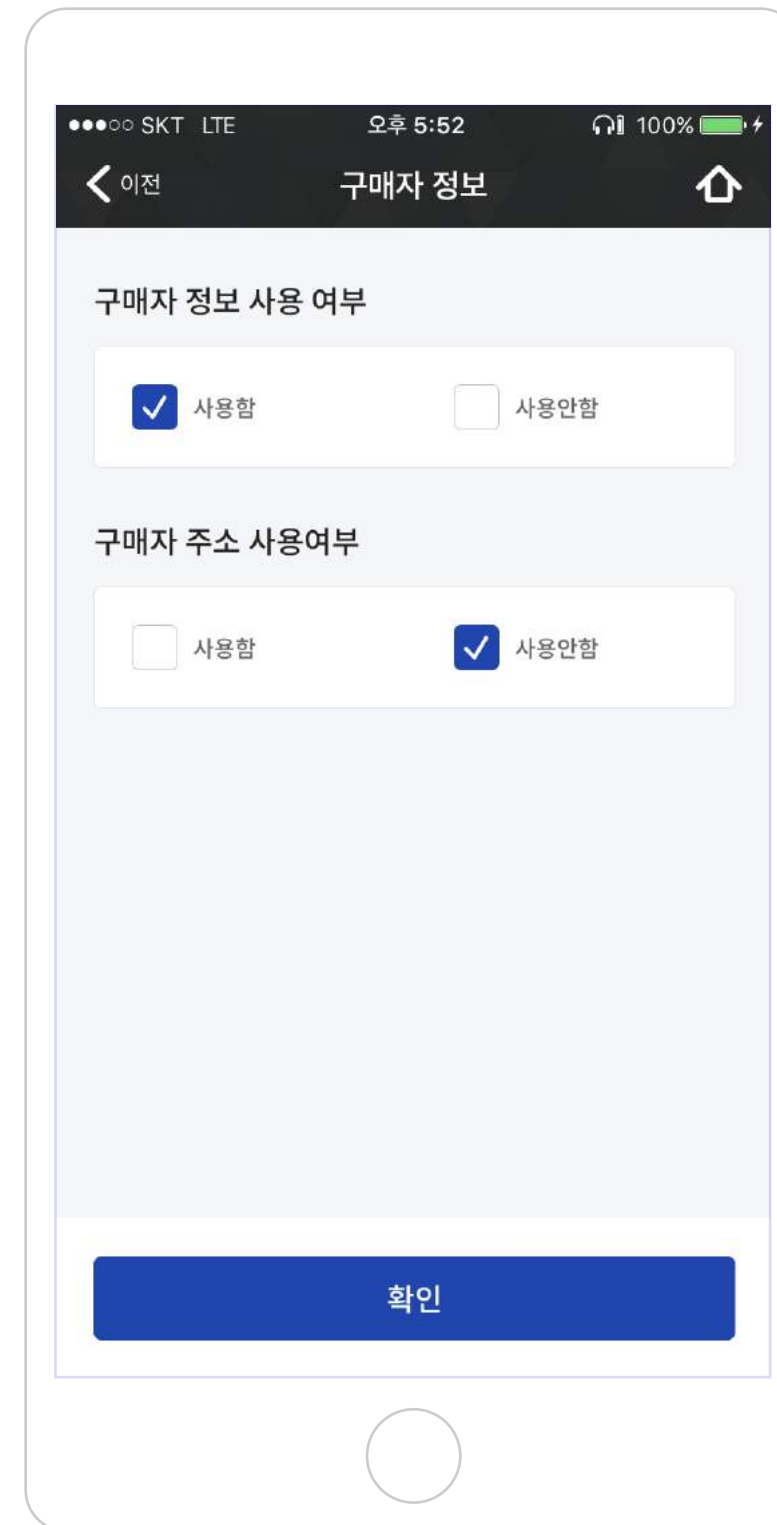 ●●●○○ SKT LTE 오후 5:52 100%
이전 구매자 정보
구매자 정보 사용 여부
사용함 사용안함
구매자 주소 사용여부
사용함 사용안함
확인